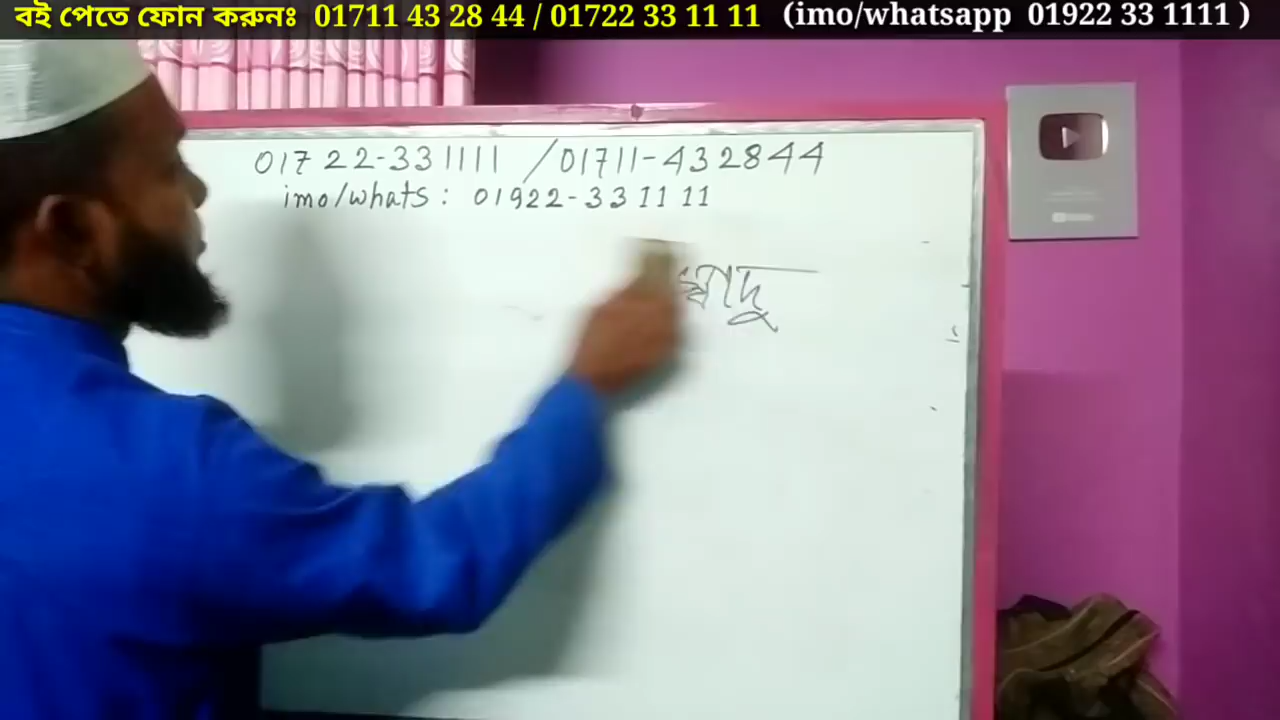 বই পেতে ফোন করুনঃ 01711 43 28 44 / 01722 33 11 11 (imo/whatsapp 01922 33 1111 )
01722-331111 /01711-432844
imo/whats: 01922-33 11 11